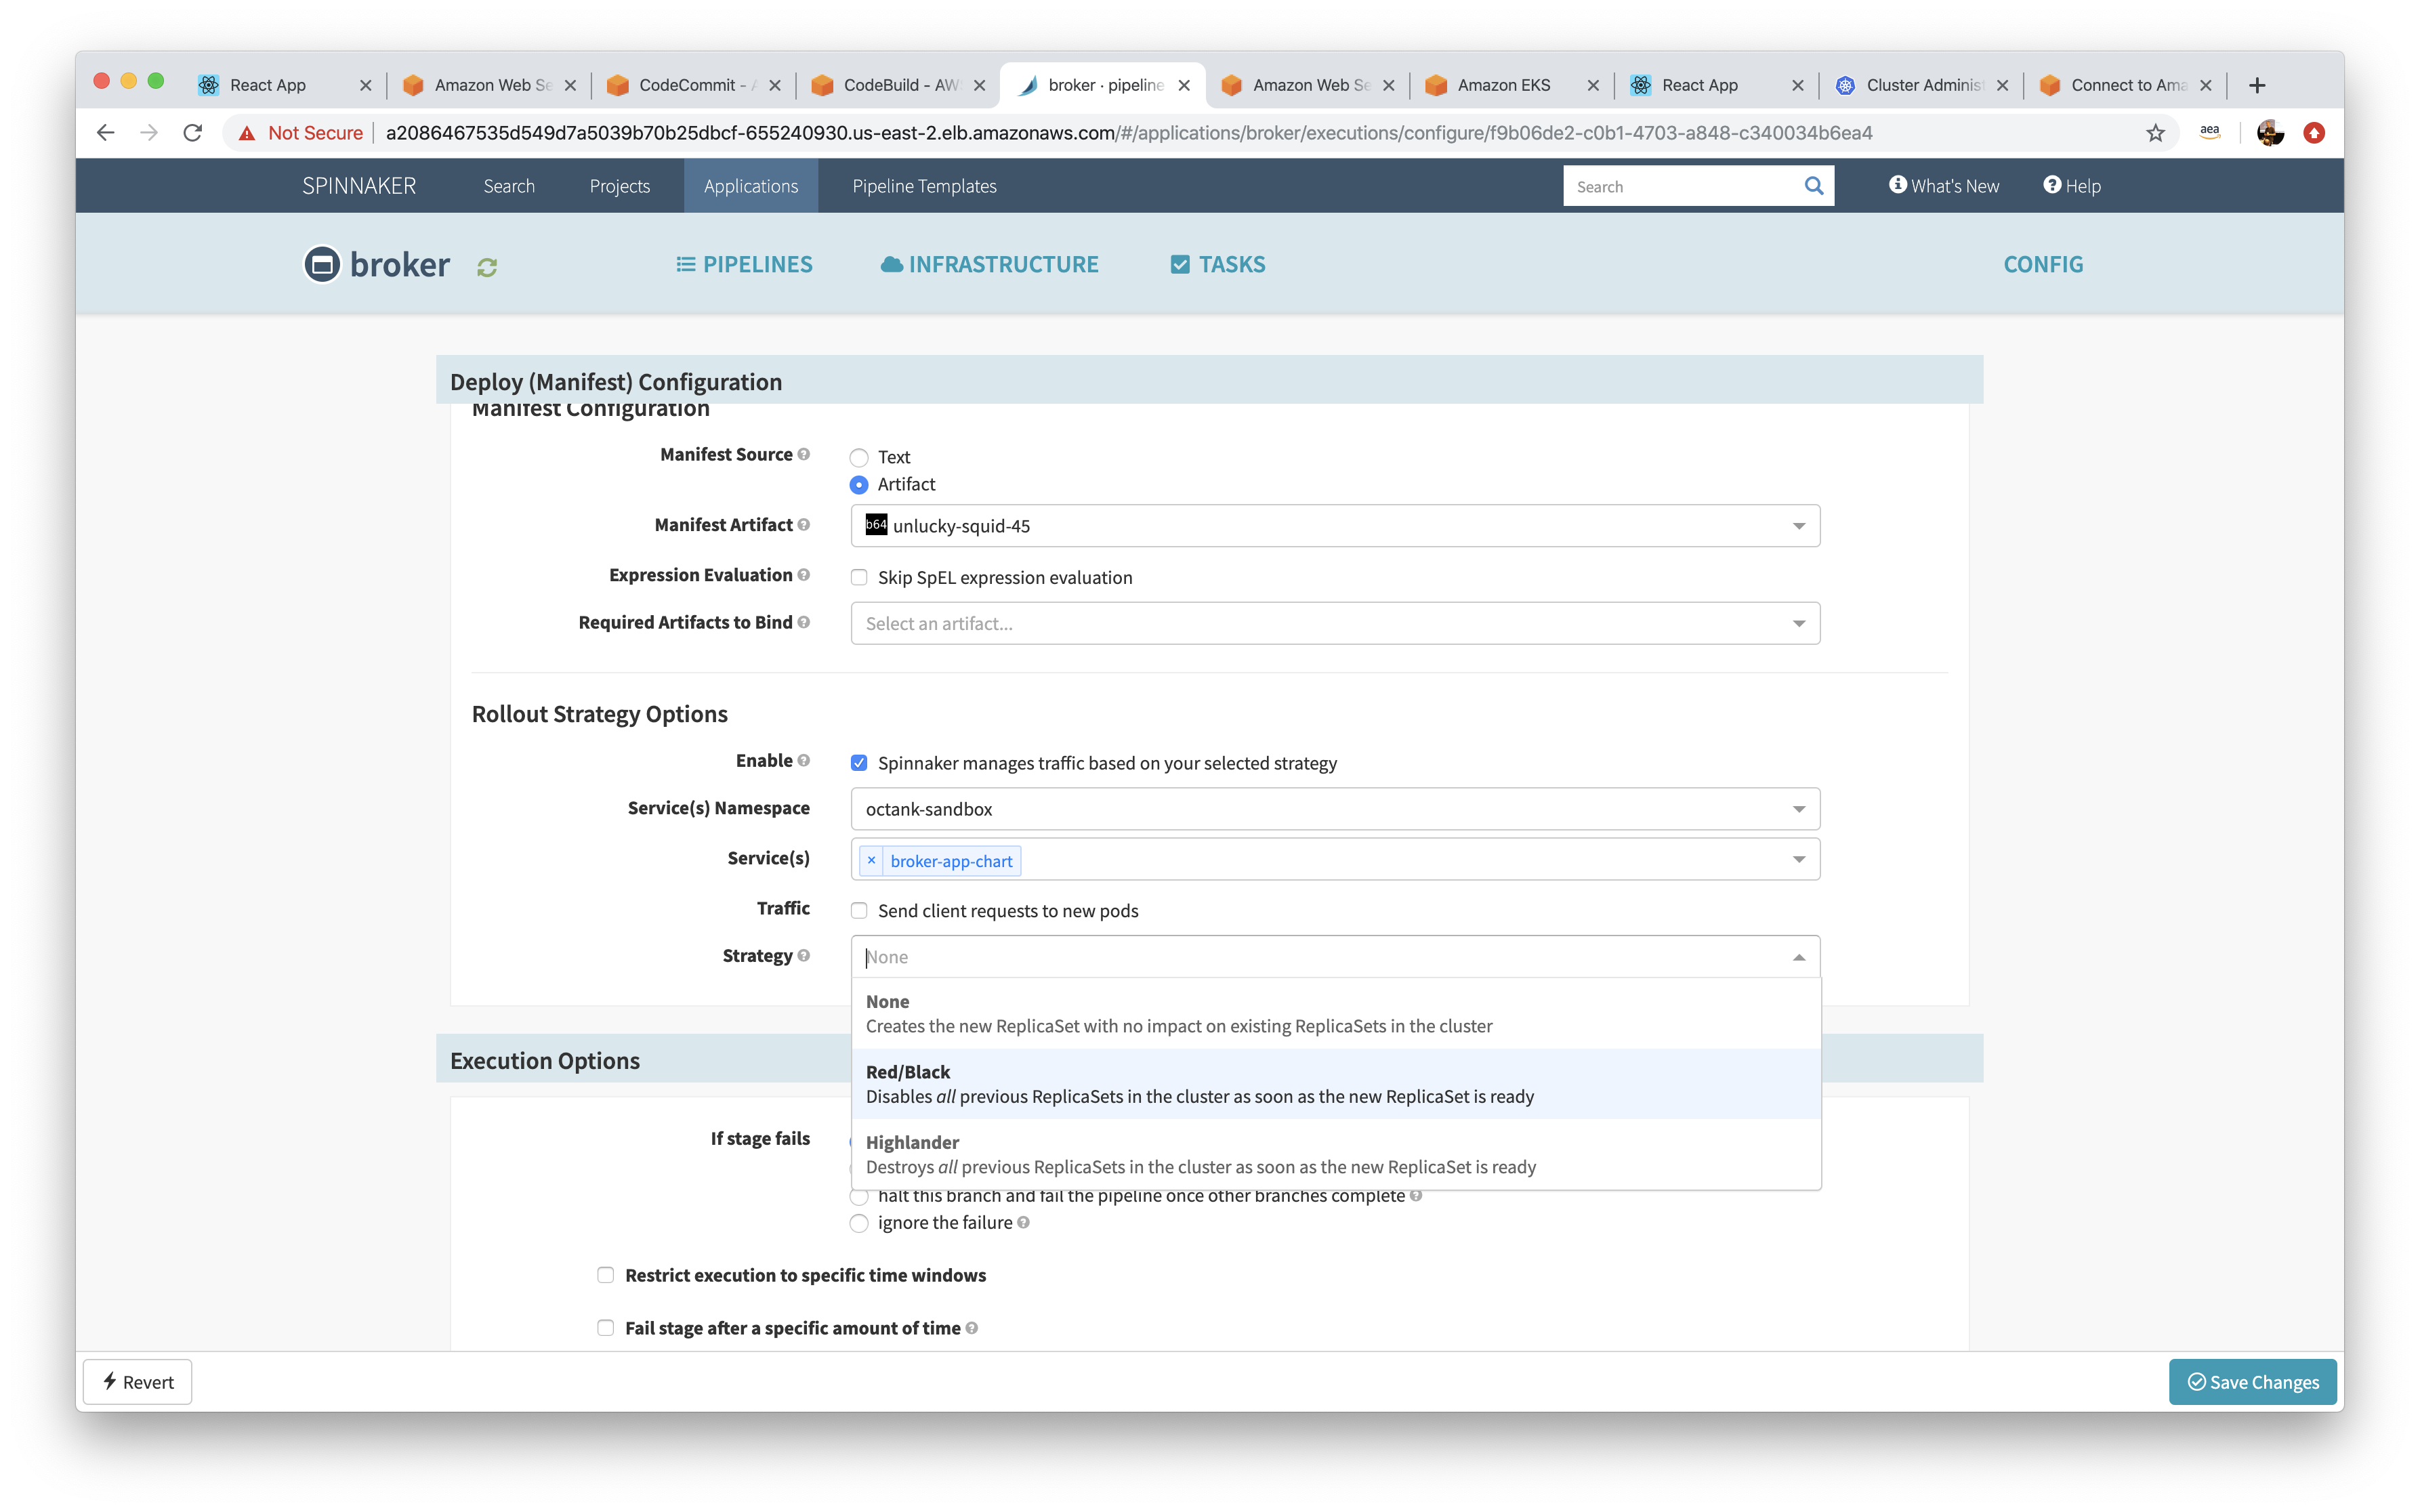 React App
Amazon Web Se
CodeCommit - A
CodeBuild - AW
broker · pipeline
Amazon Web Se
Amazon EKS
React App
Cluster Adminis
Connect to Ama
Not Secure
a2086467535d549d7a5039b70b25dbcf-655240930.us-east-2.elb.amazonaws.com/#/applications/broker/executions/configure/f9b06de2-c0b1-4703-a848-c340034b6ea4
aea
SPINNAKER
Search
Projects
Applications
Pipeline Templates
Search
What's New
Help
broker
PIPELINES
INFRASTRUCTURE
TASKS
CONFIG
Deploy (Manifest) Configuration
Manifest Configuration
Manifest Source
Text
Artifact
Manifest Artifact
b64 unlucky-squid-45
Expression Evaluation
Skip SpEL expression evaluation
Required Artifacts to Bind
Select an artifact...
Rollout Strategy Options
Enable
Spinnaker manages traffic based on your selected strategy
Service(s) Namespace
octank-sandbox
Service(s)
× broker-app-chart
Traffic
Send client requests to new pods
Strategy
None
None
Creates the new ReplicaSet with no impact on existing ReplicaSets in the cluster
Red/Black
Disables all previous ReplicaSets in the cluster as soon as the new ReplicaSet is ready
Highlander
Destroys all previous ReplicaSets in the cluster as soon as the new ReplicaSet is ready
Execution Options
If stage fails
halt this branch and fail the pipeline once other branches complete
ignore the failure
Restrict execution to specific time windows
Fail stage after a specific amount of time
Revert
Save Changes